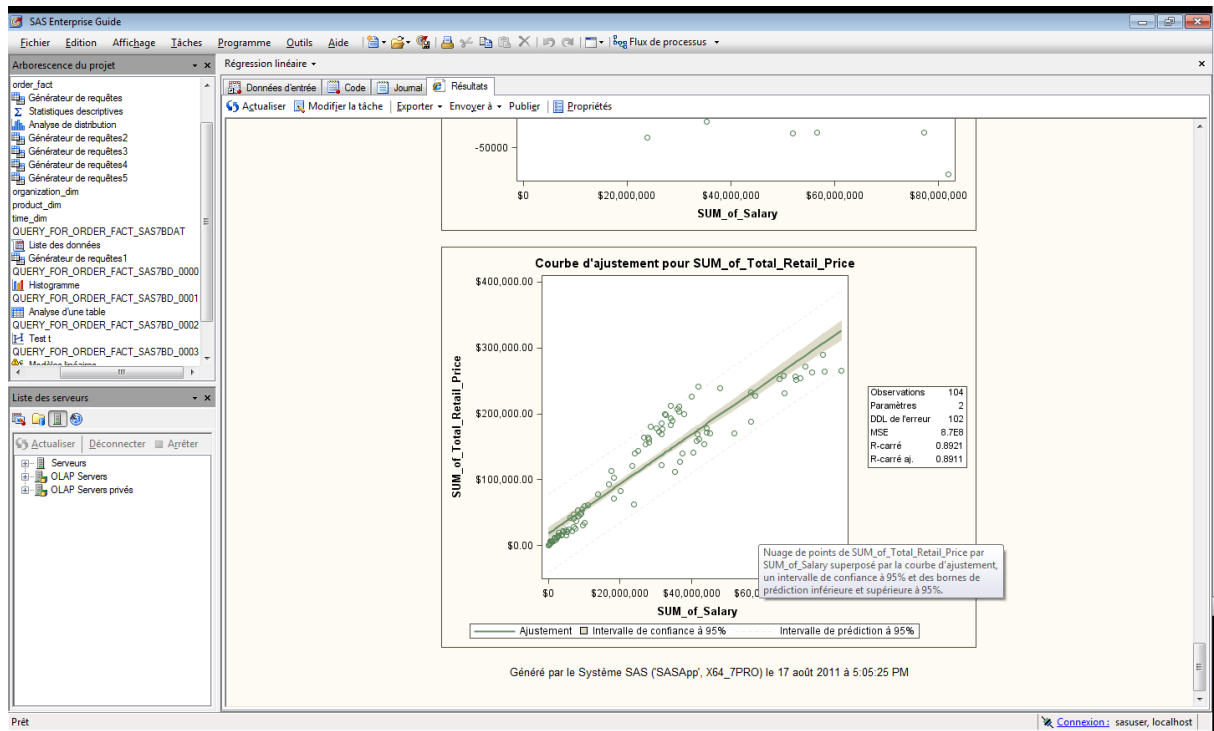 SAS Enterprise Guide
Fichier Edition Affichage Tâches Programme Outils Aide Flux de processus
Arborescence du projet
order_fact
Générateur de requêtes
Statistiques descriptives
Analyse de distribution
Générateur de requêtes2
Générateur de requêtes3
Générateur de requêtes4
Générateur de requêtes5
organization_dim
product_dim
time_dim
QUERY_FOR_ORDER_FACT_SAS7BDAT
Liste des données
Générateur de requêtes1
QUERY_FOR_ORDER_FACT_SAS7BD_0000
Histogramme
QUERY_FOR_ORDER_FACT_SAS7BD_0001
Analyse d'une table
QUERY_FOR_ORDER_FACT_SAS7BD_0002
Test t
QUERY_FOR_ORDER_FACT_SAS7BD_0003
Modèles linéaires
Liste des serveurs
Actualiser Déconnecter Arrêter
Serveurs
OLAP Servers
OLAP Servers privés
Régression linéaire
Données d'entrée Code Journal Résultats
Actualiser Modifier la tâche Exporter Envoyer à Publier Propriétés
-50000
$0 $20,000,000 $40,000,000 $60,000,000 $80,000,000
SUM_of_Salary
Courbe d'ajustement pour SUM_of_Total_Retail_Price
$400,000.00
$300,000.00
$200,000.00
$100,000.00
$0.00
SUM_of_Total_Retail_Price
$0 $20,000,000 $40,000,000 $60,0
SUM_of_Salary
Observations 104
Paramètres 2
DDL de l'erreur 102
MSE 8.7E8
R-carré 0.8921
R-carré aj. 0.8911
Nuage de points de SUM_of_Total_Retail_Price par
SUM_of_Salary superposé par la courbe d'ajustement,
un intervalle de confiance à 95% et des bornes de
prédiction inférieure et supérieure à 95%.
Ajustement Intervalle de confiance à 95% Intervalle de prédiction à 95%
Généré par le Système SAS ('SASApp', X64_7PRO) le 17 août 2011 à 5:05:25 PM
Prêt
Connexion : sasuser, localhost